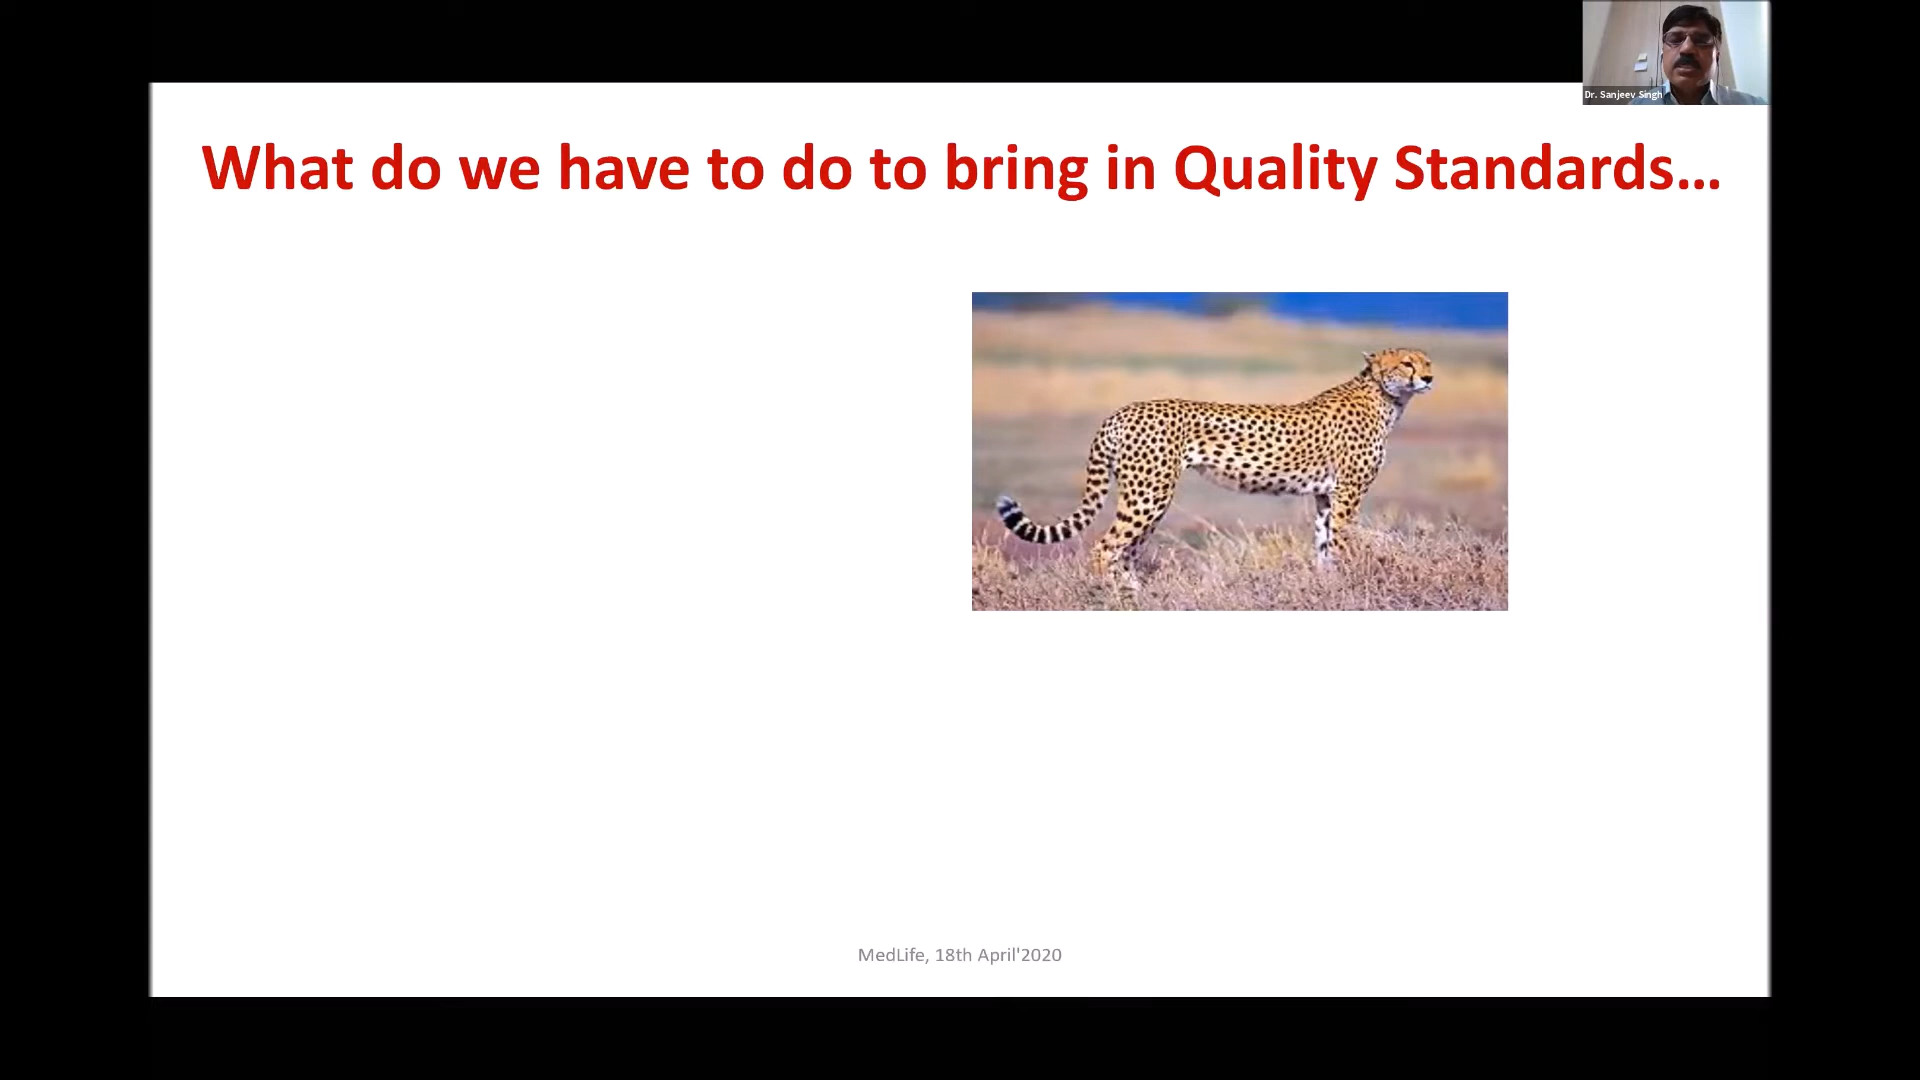 Dr. Sanjeev Singh
What do we have to do to bring in Quality Standards...
MedLife, 18th April'2020